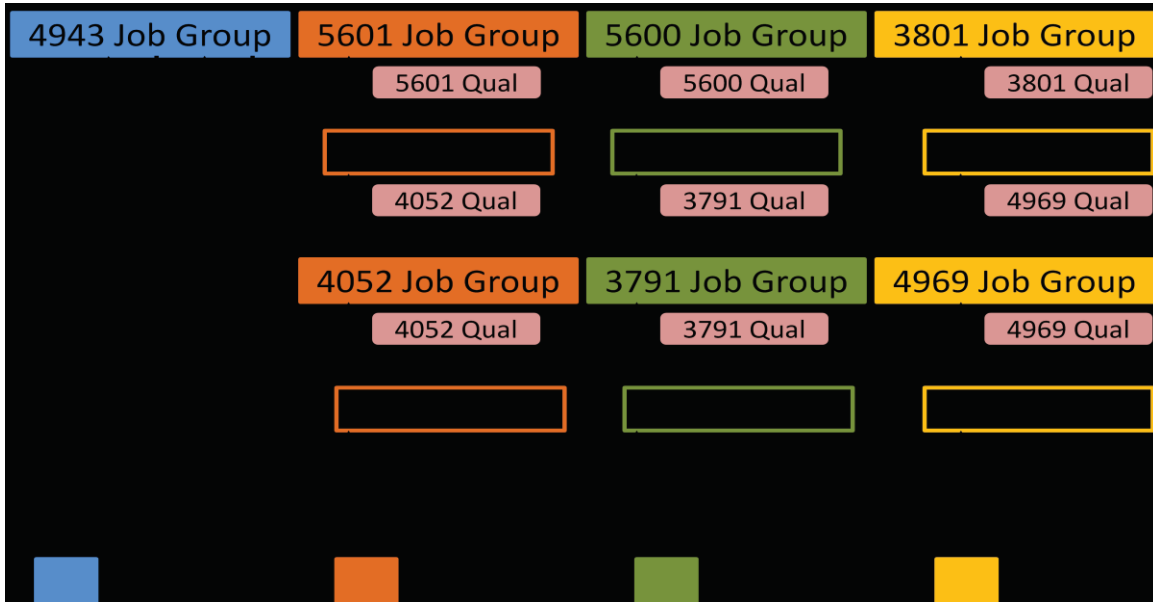 4943 Job Group
5601 Job Group
5600 Job Group
3801 Job Group
5601 Qual
5600 Qual
3801 Qual
4052 Qual
3791 Qual
4969 Qual
4052 Job Group
3791 Job Group
4969 Job Group
4052 Qual
3791 Qual
4969 Qual